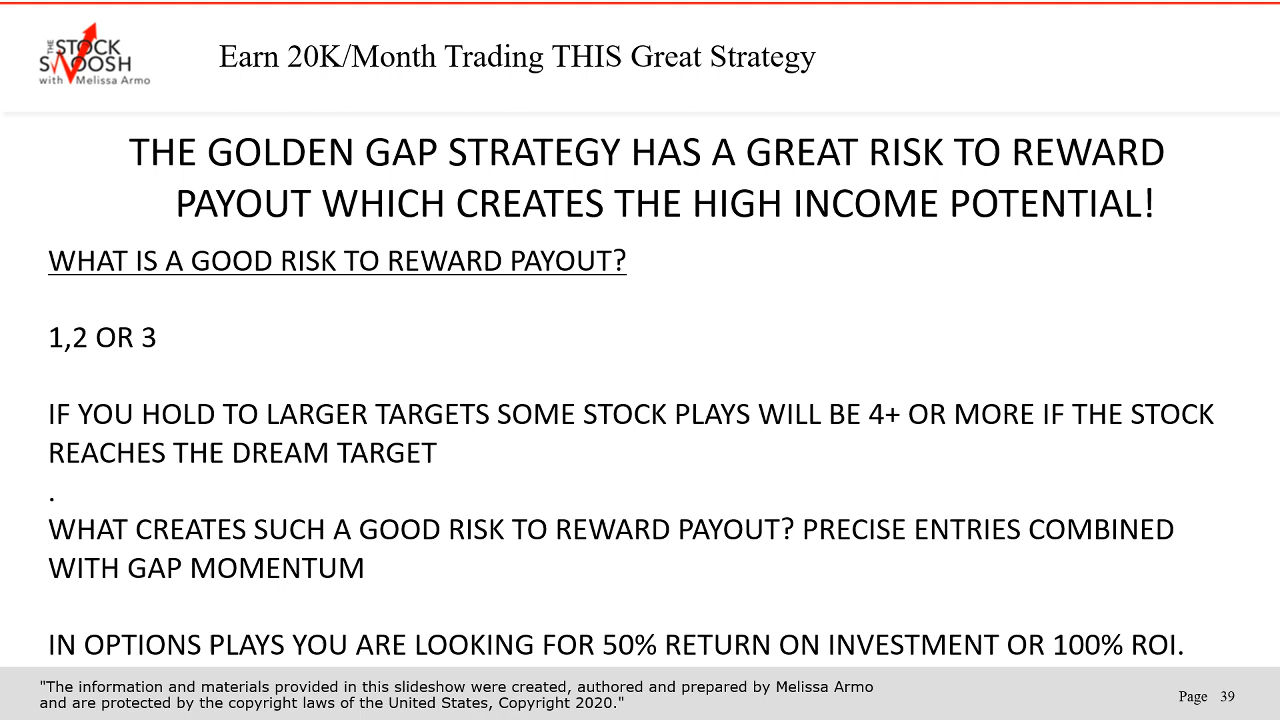 THE STOCK
SWOOSH
with Melissa Armo
Earn 20K/Month Trading THIS Great Strategy
THE GOLDEN GAP STRATEGY HAS A GREAT RISK TO REWARD
PAYOUT WHICH CREATES THE HIGH INCOME POTENTIAL!
WHAT IS A GOOD RISK TO REWARD PAYOUT?
1,2 OR 3
IF YOU HOLD TO LARGER TARGETS SOME STOCK PLAYS WILL BE 4+ OR MORE IF THE STOCK
REACHES THE DREAM TARGET
.
WHAT CREATES SUCH A GOOD RISK TO REWARD PAYOUT? PRECISE ENTRIES COMBINED
WITH GAP MOMENTUM
IN OPTIONS PLAYS YOU ARE LOOKING FOR 50% RETURN ON INVESTMENT OR 100% ROI.
"The information and materials provided in this slideshow were created, authored and prepared by Melissa Armo
and are protected by the copyright laws of the United States, Copyright 2020."
Page 39